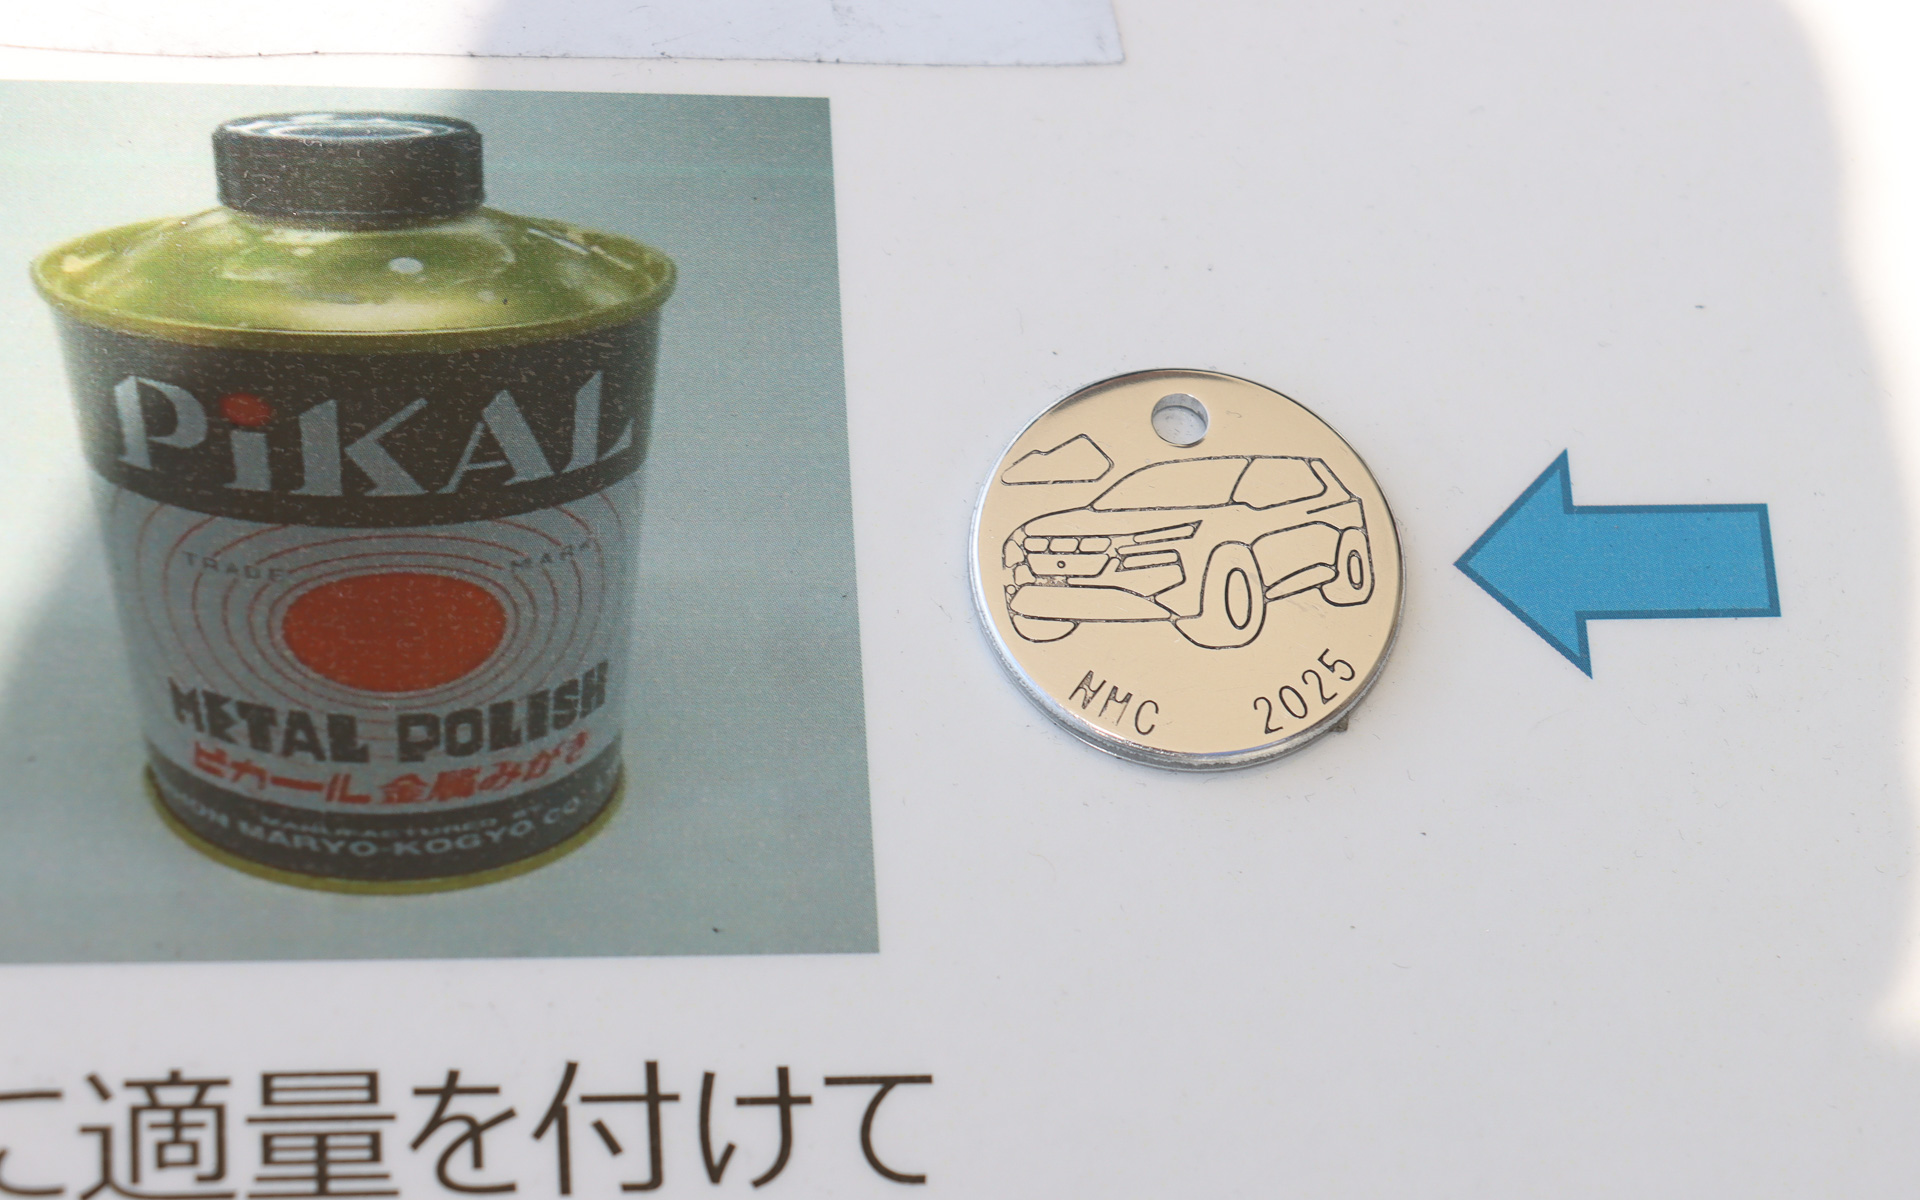 PiKAL
TRADE MARK
METAL POLISH
ピカール 金属みがき
MANUFACTURED BY
ON MARYO-KOGYO CO.
NMC 2025
に適量を付けて